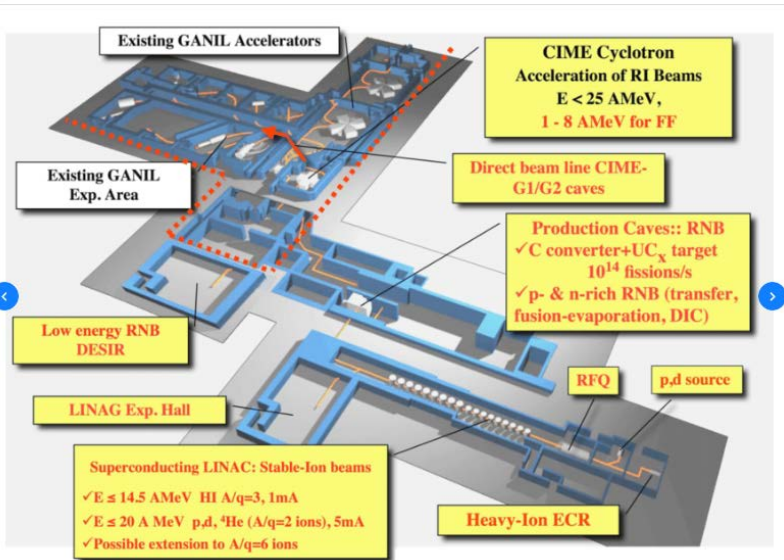 Existing GANIL Accelerators
CIME Cyclotron
Acceleration of RI Beams
E < 25 AMeV,
1 - 8 AMeV for FF
Existing GANIL
Exp. Area
Direct beam line CIME-
G1/G2 caves
Production Caves:: RNB
✓C converter+UCx target
10¹⁴ fissions/s
✓p- & n-rich RNB (transfer,
fusion-evaporation, DIC)
Low energy RNB
DESIR
RFQ
p,d source
LINAG Exp. Hall
Superconducting LINAC: Stable-Ion beams
✓E ≤ 14.5 AMeV HI A/q=3, 1mA
✓E ≤ 20 A MeV p,d, ⁴He (A/q=2 ions), 5mA
✓Possible extension to A/q=6 ions
Heavy-Ion ECR